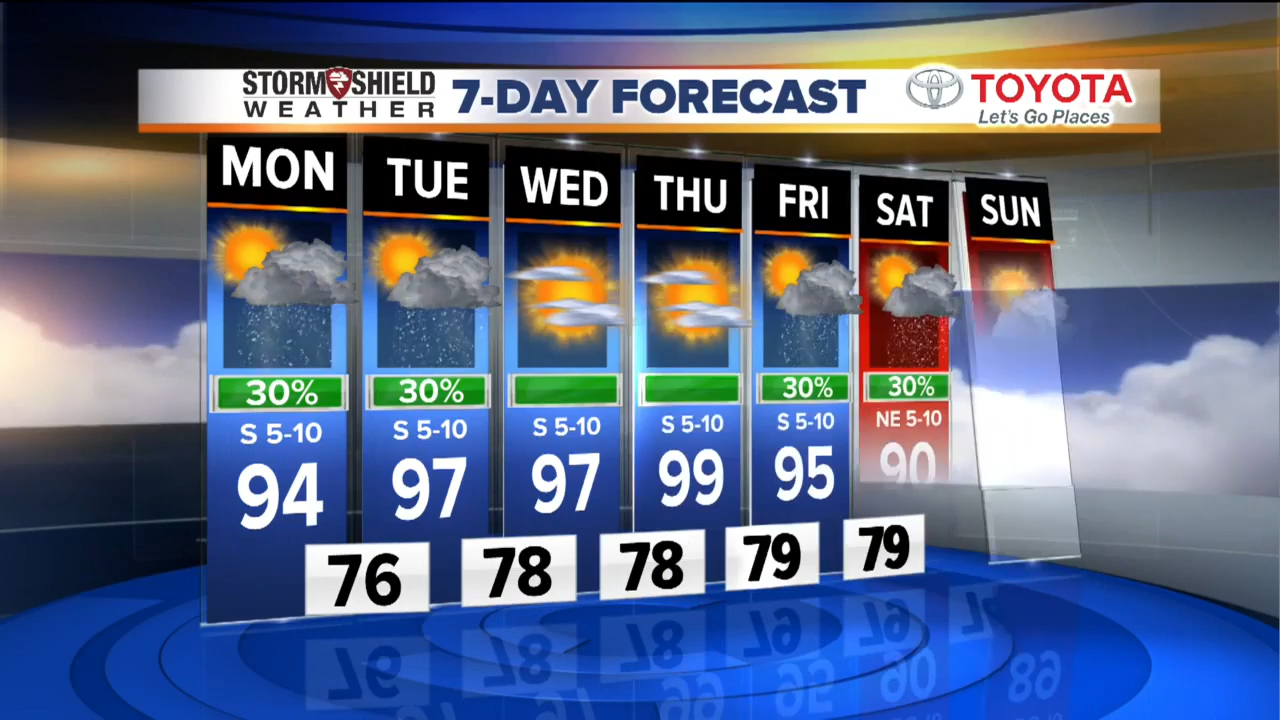 STORM SHIELD
WEATHER
7-DAY FORECAST
TOYOTA
Let's Go Places
MON TUE WED THU FRI SAT SUN
30% 30% 30% 30%
S 5-10 S 5-10 S 5-10 S 5-10 S 5-10 NE 5-10
94 97 97 99 95 90
76 78 78 79 79